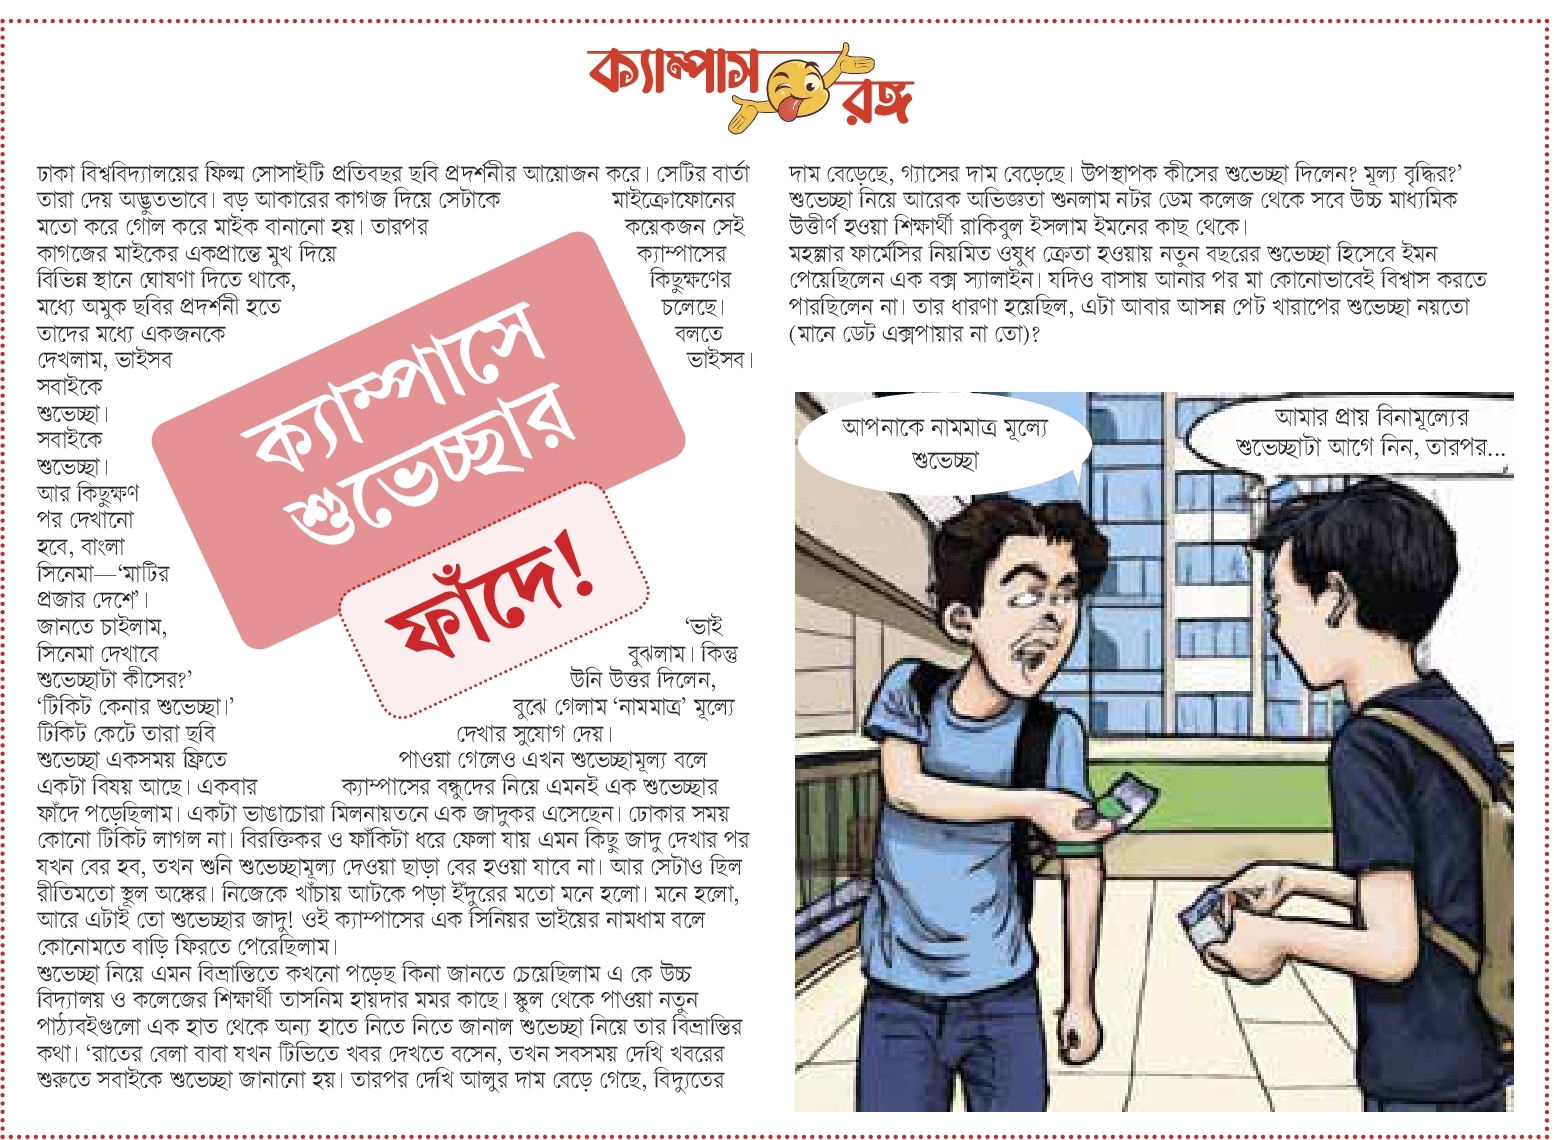 ক্যাম্পাস
রঙ্গ
ক্যাম্পাসে
শুভেচ্ছার
ফাঁদে!
ঢাকা বিশ্ববিদ্যালয়ের ফিল্ম সোসাইটি প্রতিবছর ছবি প্রদর্শনীর আয়োজন করে। সেটির বার্তা
তারা দেয় অদ্ভুতভাবে। বড় আকারের কাগজ দিয়ে সেটাকে মাইক্রোফোনের
মতো করে গোল করে মাইক বানানো হয়। তারপর কয়েকজন সেই
কাগজের মাইকের একপ্রান্তে মুখ দিয়ে ক্যাম্পাসের
বিভিন্ন স্থানে ঘোষণা দিতে থাকে, কিছুক্ষণের
মধ্যে অমুক ছবির প্রদর্শনী হতে চলেছে।
তাদের মধ্যে একজনকে বলতে
দেখলাম, ভাইসব ভাইসব।
সবাইকে
শুভেচ্ছা।
সবাইকে
শুভেচ্ছা।
আর কিছুক্ষণ
পর দেখানো
হবে, বাংলা
সিনেমা—‘মাটির
প্রজার দেশে’।
জানতে চাইলাম, ‘ভাই
সিনেমা দেখাবে বুঝলাম। কিন্তু
শুভেচ্ছাটা কীসের?’ উনি উত্তর দিলেন,
‘টিকিট কেনার শুভেচ্ছা।’ বুঝে গেলাম ‘নামমাত্র’ মূল্যে
টিকিট কেটে তারা ছবি দেখার সুযোগ দেয়।
শুভেচ্ছা একসময় ফ্রিতে পাওয়া গেলেও এখন শুভেচ্ছামূল্য বলে
একটা বিষয় আছে। একবার ক্যাম্পাসের বন্ধুদের নিয়ে এমনই এক শুভেচ্ছার
ফাঁদে পড়েছিলাম। একটা ভাঙাচোরা মিলনায়তনে এক জাদুকর এসেছেন। ঢোকার সময়
কোনো টিকিট লাগল না। বিরক্তিকর ও ফাঁকিটা ধরে ফেলা যায় এমন কিছু জাদু দেখার পর
যখন বের হব, তখন শুনি শুভেচ্ছামূল্য দেওয়া ছাড়া বের হওয়া যাবে না। আর সেটাও ছিল
রীতিমতো স্থূল অঙ্কের। নিজেকে খাঁচায় আটকে পড়া ইঁদুরের মতো মনে হলো। মনে হলো,
আরে এটাই তো শুভেচ্ছার জাদু! ওই ক্যাম্পাসের এক সিনিয়র ভাইয়ের নামধাম বলে
কোনোমতে বাড়ি ফিরতে পেরেছিলাম।
শুভেচ্ছা নিয়ে এমন বিভ্রান্তিতে কখনো পড়েছ কিনা জানতে চেয়েছিলাম এ কে উচ্চ
বিদ্যালয় ও কলেজের শিক্ষার্থী তাসনিম হায়দার মমর কাছে। স্কুল থেকে পাওয়া নতুন
পাঠ্যবইগুলো এক হাত থেকে অন্য হাতে নিতে নিতে জানাল শুভেচ্ছা নিয়ে তার বিভ্রান্তির
কথা। ‘রাতের বেলা বাবা যখন টিভিতে খবর দেখতে বসেন, তখন সবসময় দেখি খবরের
শুরুতে সবাইকে শুভেচ্ছা জানানো হয়। তারপর দেখি আলুর দাম বেড়ে গেছে, বিদ্যুতের
দাম বেড়েছে, গ্যাসের দাম বেড়েছে। উপস্থাপক কীসের শুভেচ্ছা দিলেন? মূল্য বৃদ্ধির?’
শুভেচ্ছা নিয়ে আরেক অভিজ্ঞতা শুনলাম নটর ডেম কলেজ থেকে সবে উচ্চ মাধ্যমিক
উত্তীর্ণ হওয়া শিক্ষার্থী রাকিবুল ইসলাম ইমনের কাছ থেকে।
মহল্লার ফার্মেসির নিয়মিত ওষুধ ক্রেতা হওয়ায় নতুন বছরের শুভেচ্ছা হিসেবে ইমন
পেয়েছিলেন এক বক্স স্যালাইন। যদিও বাসায় আনার পর মা কোনোভাবেই বিশ্বাস করতে
পারছিলেন না। তার ধারণা হয়েছিল, এটা আবার আসন্ন পেট খারাপের শুভেচ্ছা নয়তো
(মানে ডেট এক্সপায়ার না তো)?
আপনাকে নামমাত্র মূল্যে
শুভেচ্ছা
আমার প্রায় বিনামূল্যের
শুভেচ্ছাটা আগে নিন, তারপর...